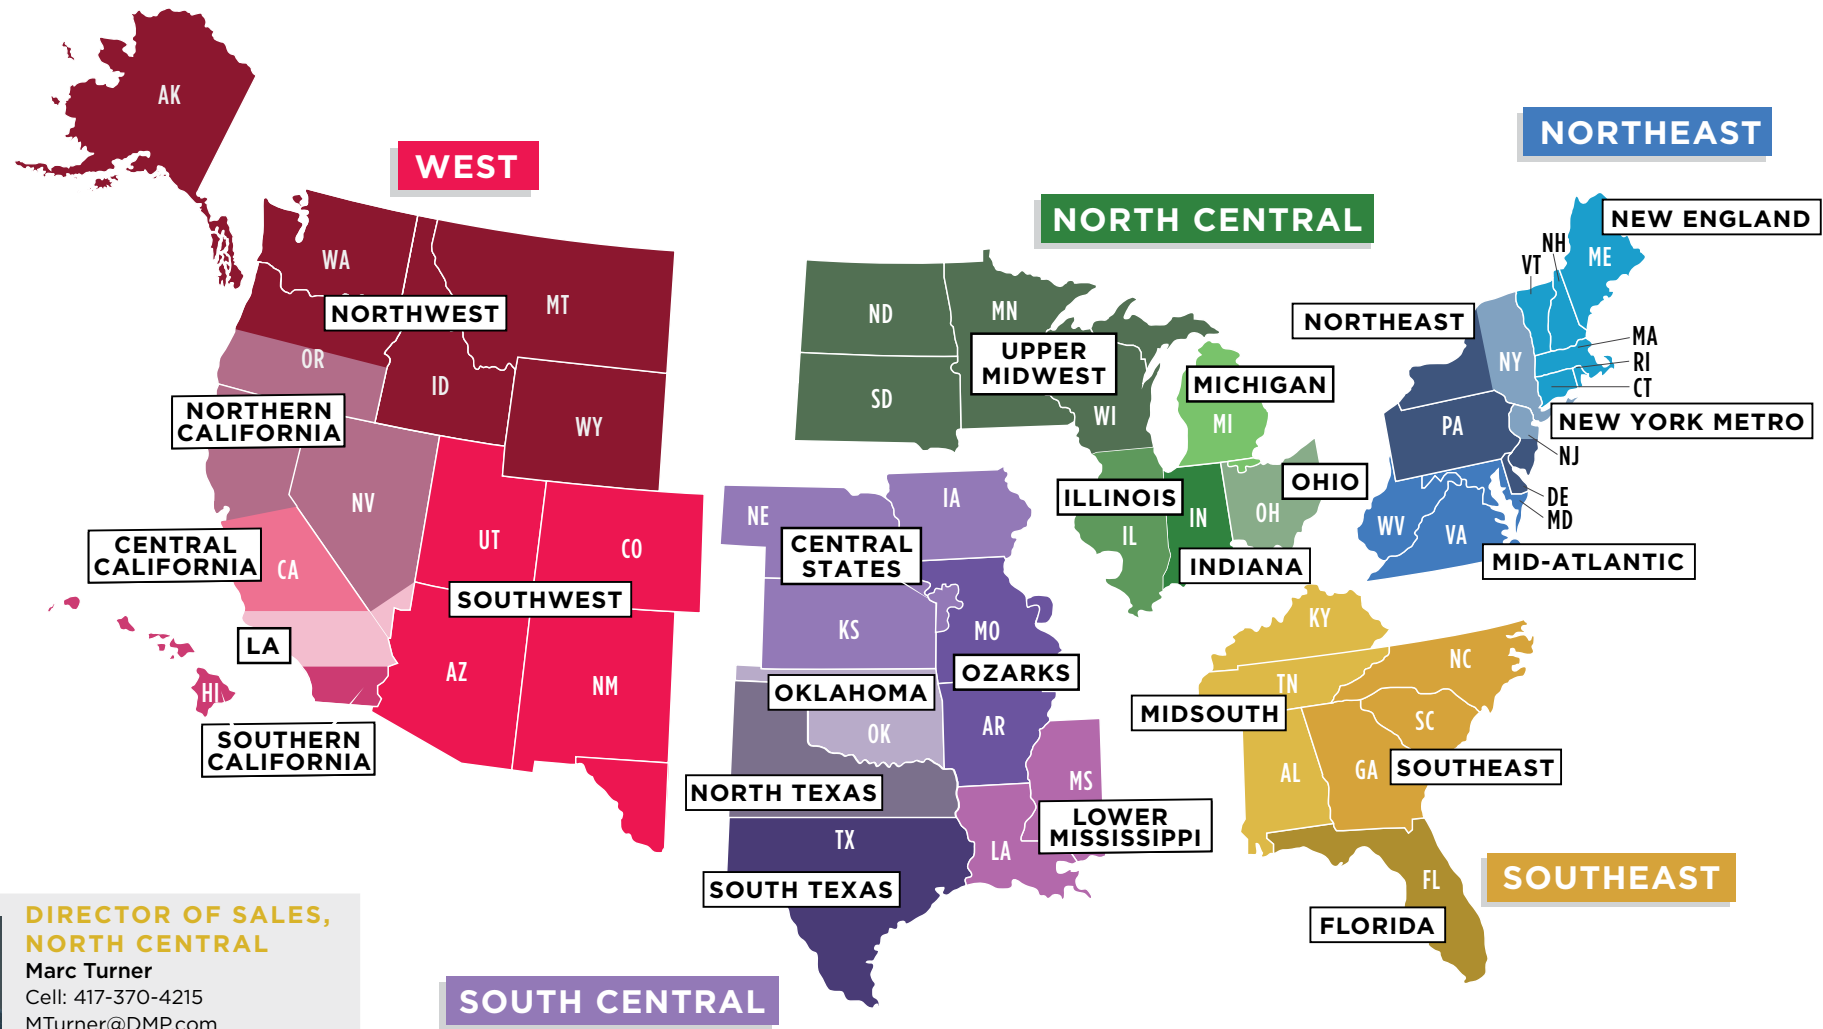 AK
WEST
WA
MT
NORTHWEST
OR
ID
WY
NORTHERN
CALIFORNIA
NV
UT
CO
CENTRAL
CALIFORNIA
CA
SOUTHWEST
LA
AZ
NM
HI
SOUTHERN
CALIFORNIA
NORTH CENTRAL
ND
MN
UPPER
MIDWEST
SD
WI
MICHIGAN
MI
ILLINOIS
OHIO
IN
OH
IL
INDIANA
NORTHEAST
NEW ENGLAND
NH
ME
VT
NORTHEAST
MA
NY
RI
CT
NEW YORK METRO
PA
NJ
DE
MD
WV
VA
MID-ATLANTIC
NE
IA
CENTRAL
STATES
KS
MO
OZARKS
OKLAHOMA
OK
AR
NORTH TEXAS
MS
LOWER
MISSISSIPPI
TX
LA
SOUTH TEXAS
SOUTH CENTRAL
KY
NC
TN
MIDSOUTH
SC
AL
GA
SOUTHEAST
SOUTHEAST
FL
FLORIDA
DIRECTOR OF SALES,
NORTH CENTRAL
Marc Turner
Cell: 417-370-4215
MTurner@DMP.com